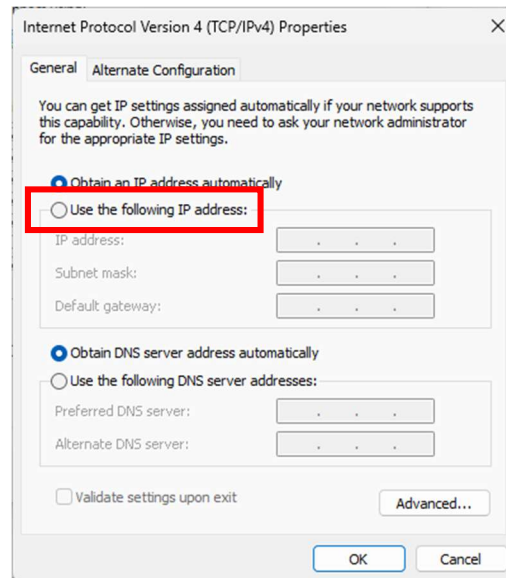 Internet Protocol Version 4 (TCP/IPv4) Properties
General
Alternate Configuration
You can get IP settings assigned automatically if your network supports
this capability. Otherwise, you need to ask your network administrator
for the appropriate IP settings.
Obtain an IP address automatically
Use the following IP address:
IP address:
Subnet mask:
Default gateway:
Obtain DNS server address automatically
Use the following DNS server addresses:
Preferred DNS server:
Alternate DNS server:
Validate settings upon exit
Advanced...
OK
Cancel